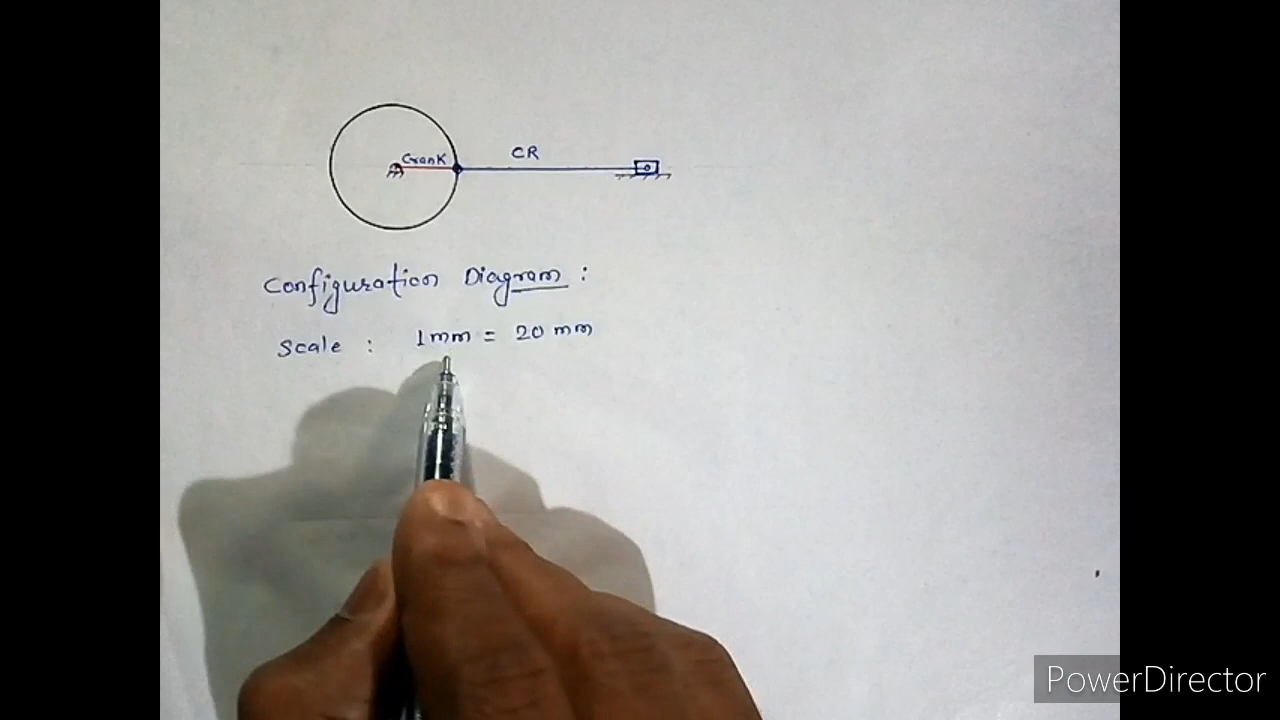 Crank
CR
Configuration Diagram :
Scale : 1mm = 20 mm
PowerDirector